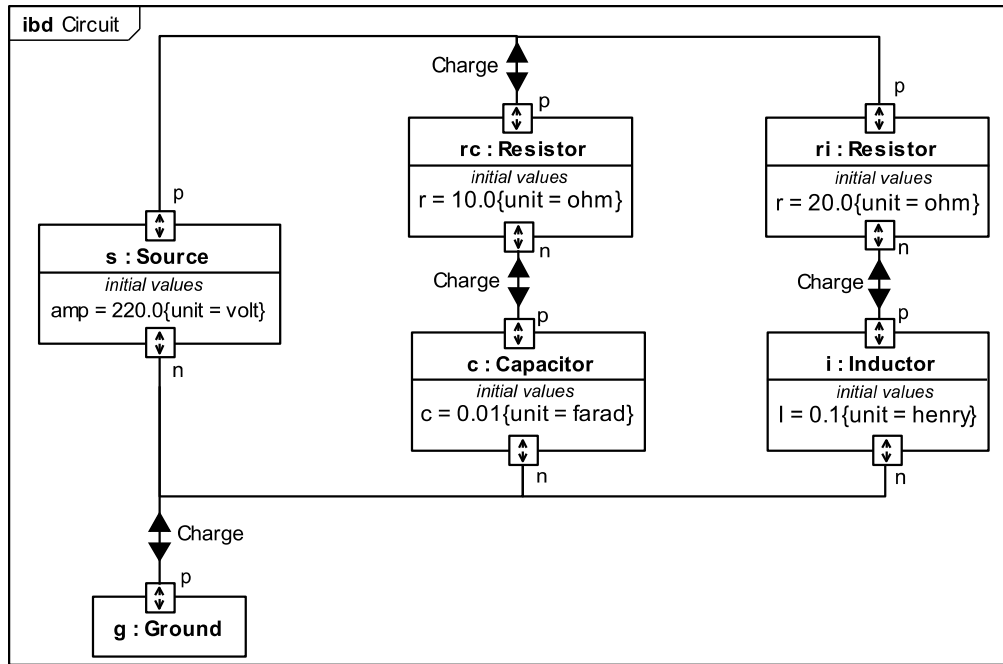 ibd Circuit
Charge
p
p
rc : Resistor
initial values
r = 10.0{unit = ohm}
n
ri : Resistor
initial values
r = 20.0{unit = ohm}
n
p
s : Source
initial values
amp = 220.0{unit = volt}
n
Charge
p
c : Capacitor
initial values
c = 0.01{unit = farad}
n
Charge
p
i : Inductor
initial values
l = 0.1{unit = henry}
n
Charge
p
g : Ground